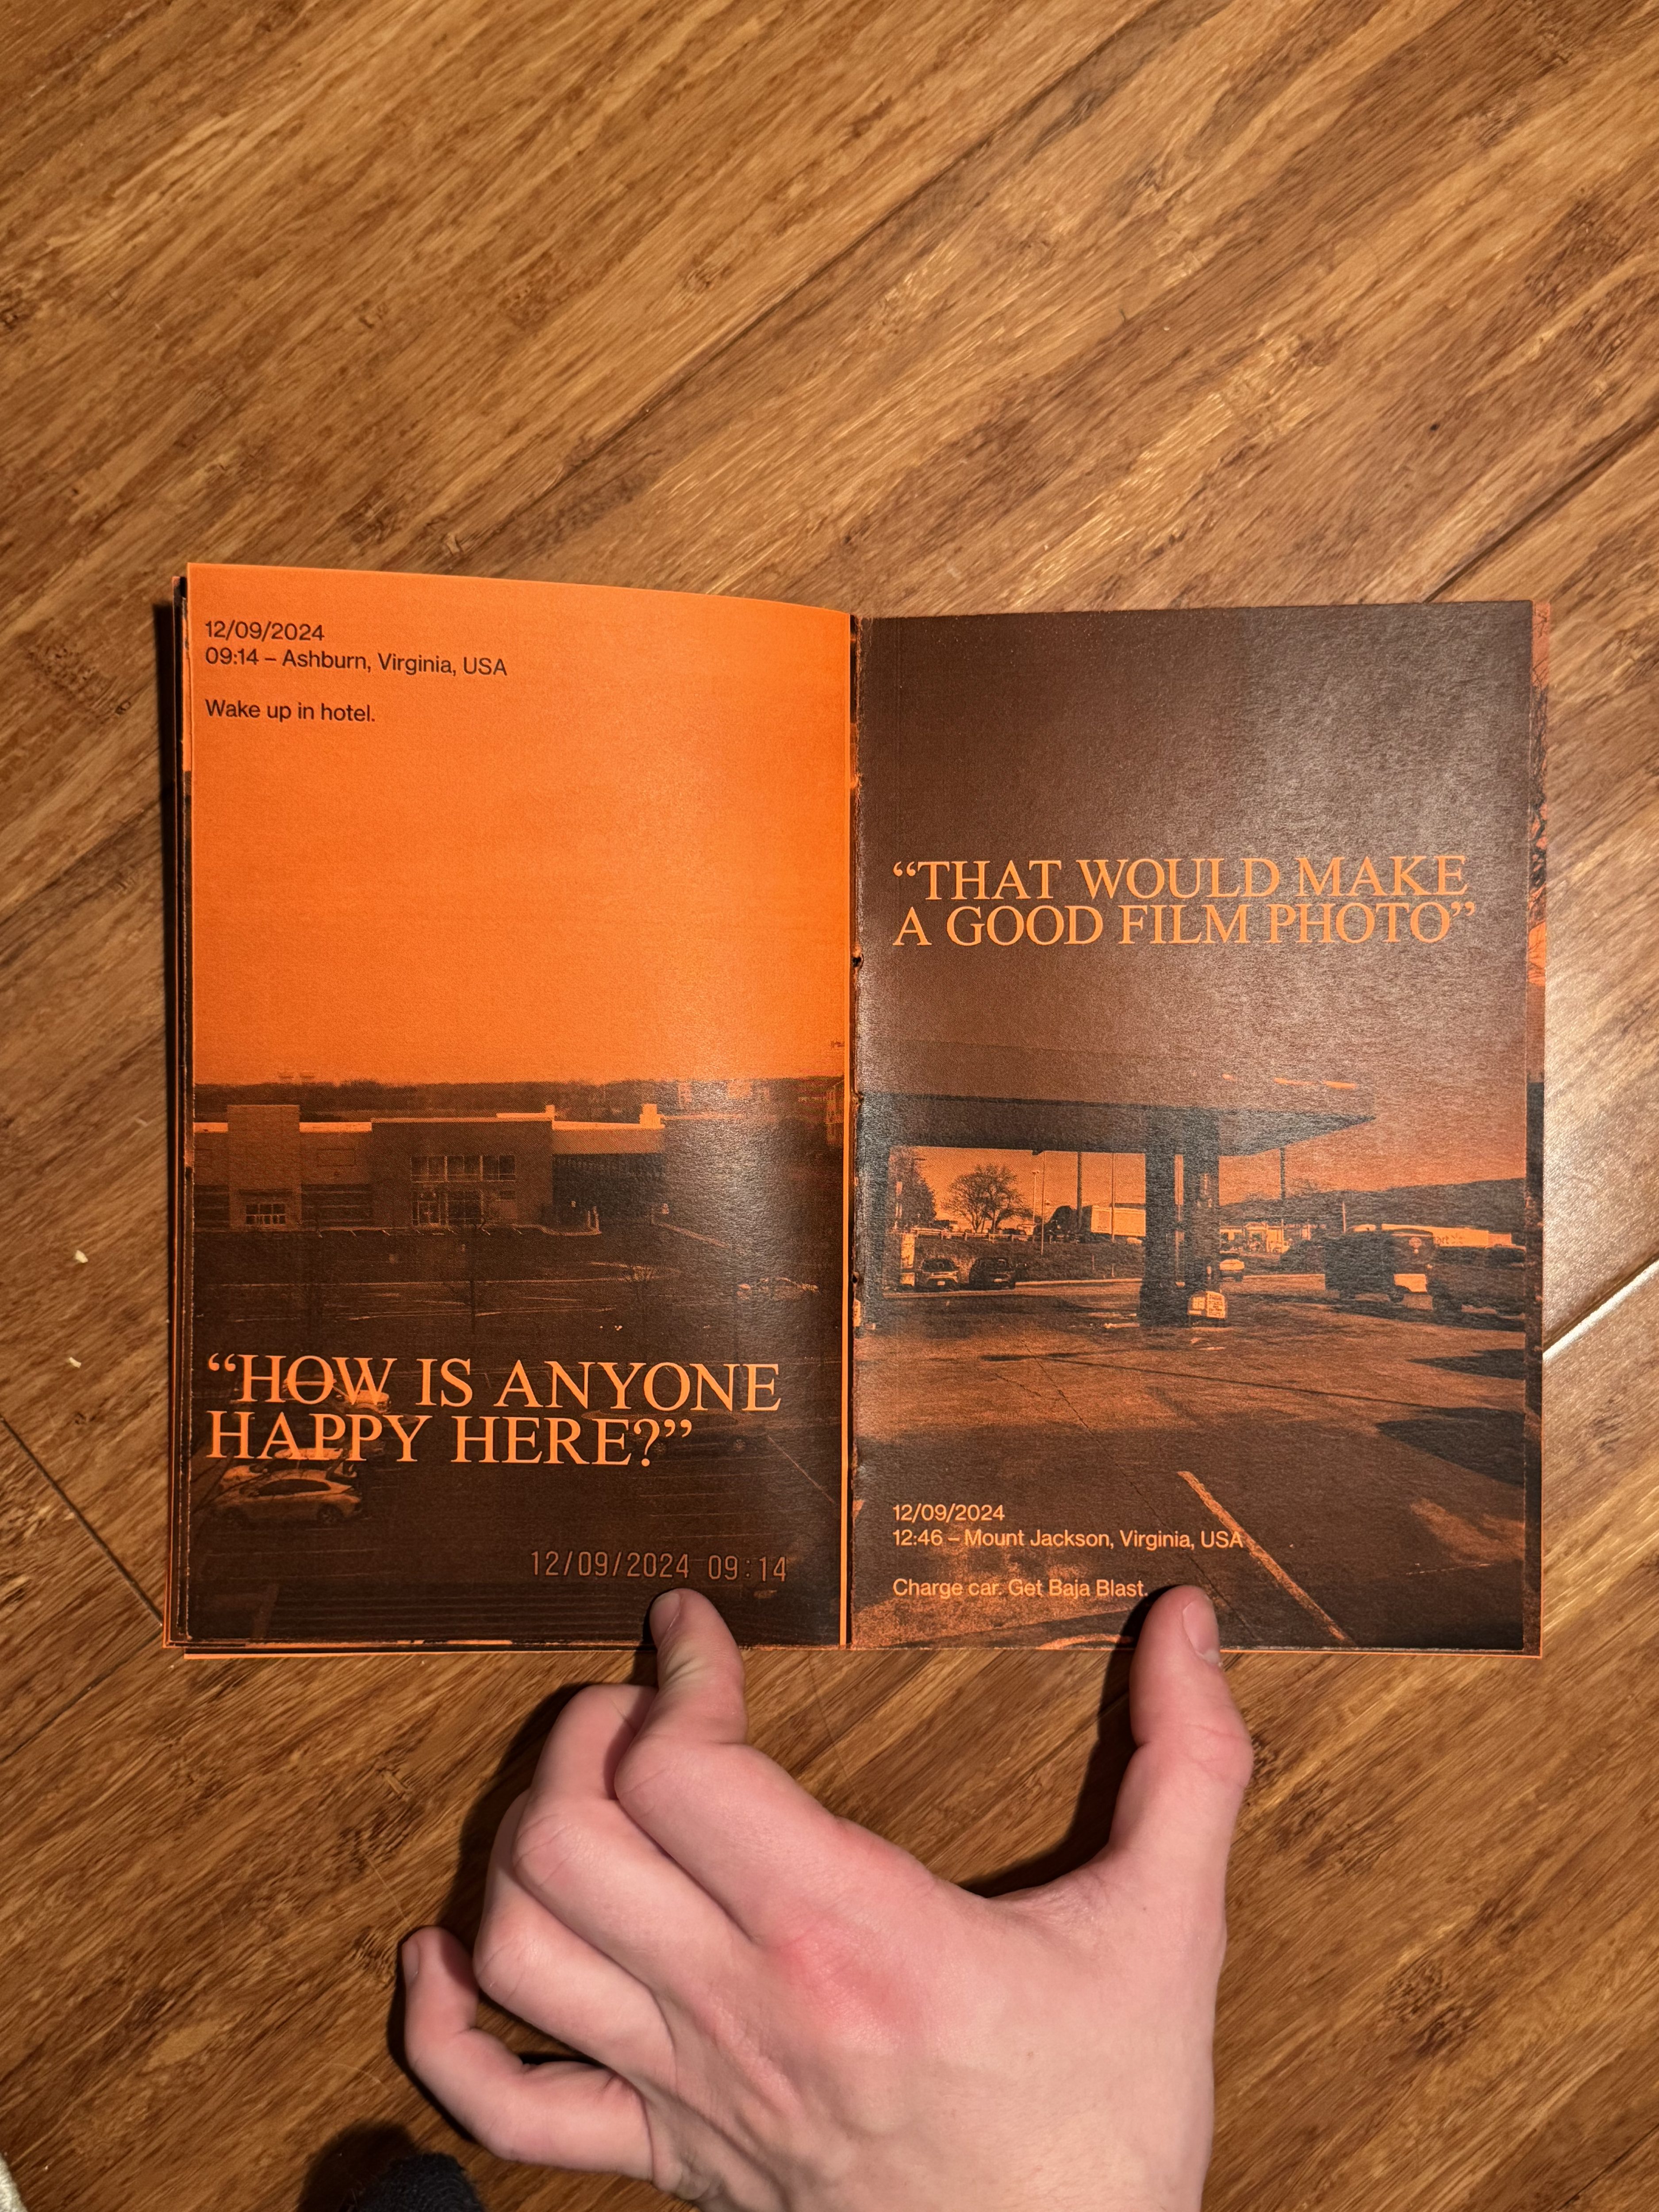 12/09/2024
09:14 – Ashburn, Virginia, USA
Wake up in hotel.
“HOW IS ANYONE
HAPPY HERE?”
12/09/2024 09:14
“THAT WOULD MAKE
A GOOD FILM PHOTO”
12/09/2024
12:46 – Mount Jackson, Virginia, USA
Charge car. Get Baja Blast.